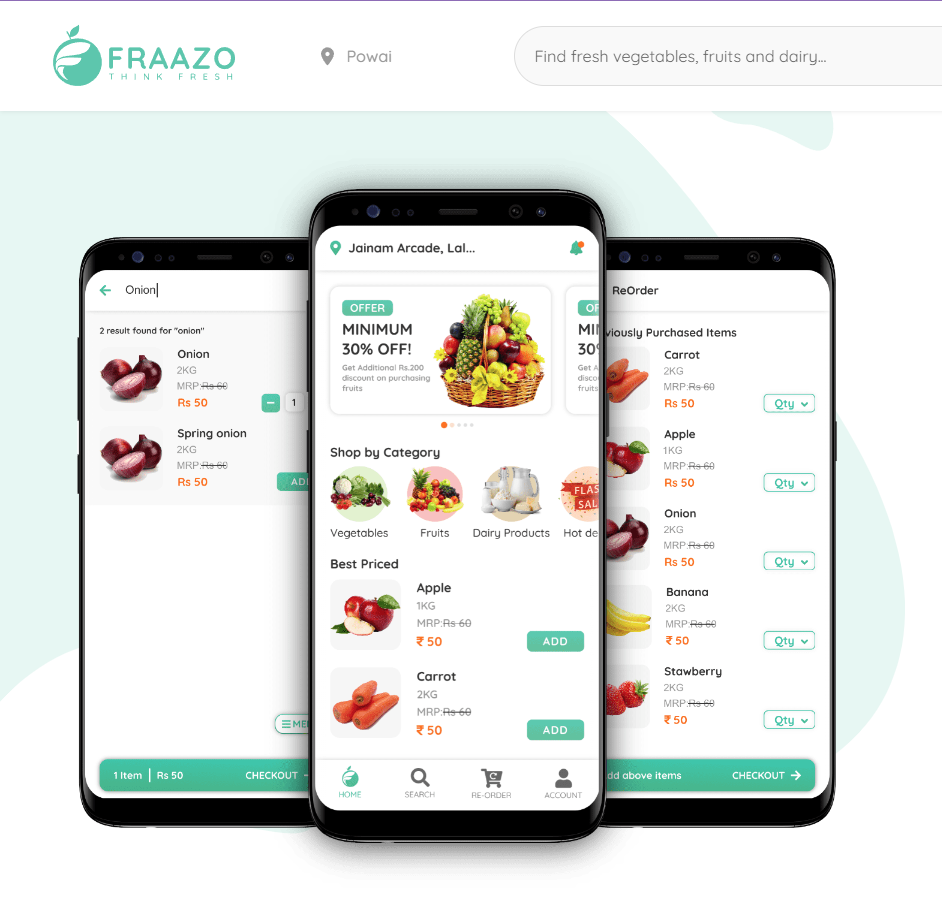 FRAAZO
THINK FRESH
Powai
Find fresh vegetables, fruits and dairy...
Onion
2 result found for "onion"
Onion
2KG
MRP:Rs 60
Rs 50
1
Spring onion
2KG
MRP:Rs 60
Rs 50
AD
ME
1 Item | Rs 50
CHECKOUT
Jainam Arcade, Lal...
OFFER
MINIMUM
30% OFF!
Get Additional Rs.200
discount on purchasing
fruits
OF
MI
30%
Get A
disco
fruits
Shop by Category
FLAS
SAL
Vegetables
Fruits
Dairy Products
Hot de
Best Priced
Apple
1KG
MRP:Rs 60
₹ 50
ADD
Carrot
2KG
MRP:Rs 60
₹ 50
ADD
HOME
SEARCH
RE-ORDER
ACCOUNT
ReOrder
viously Purchased Items
Carrot
2KG
MRP:Rs 60
Rs 50
Qty
Apple
1KG
MRP:Rs 60
Rs 50
Qty
Onion
2KG
MRP:Rs 60
Rs 50
Qty
Banana
2KG
MRP:Rs 60
₹ 50
Qty
Stawberry
2KG
MRP:Rs 60
₹ 50
Qty
dd above items
CHECKOUT